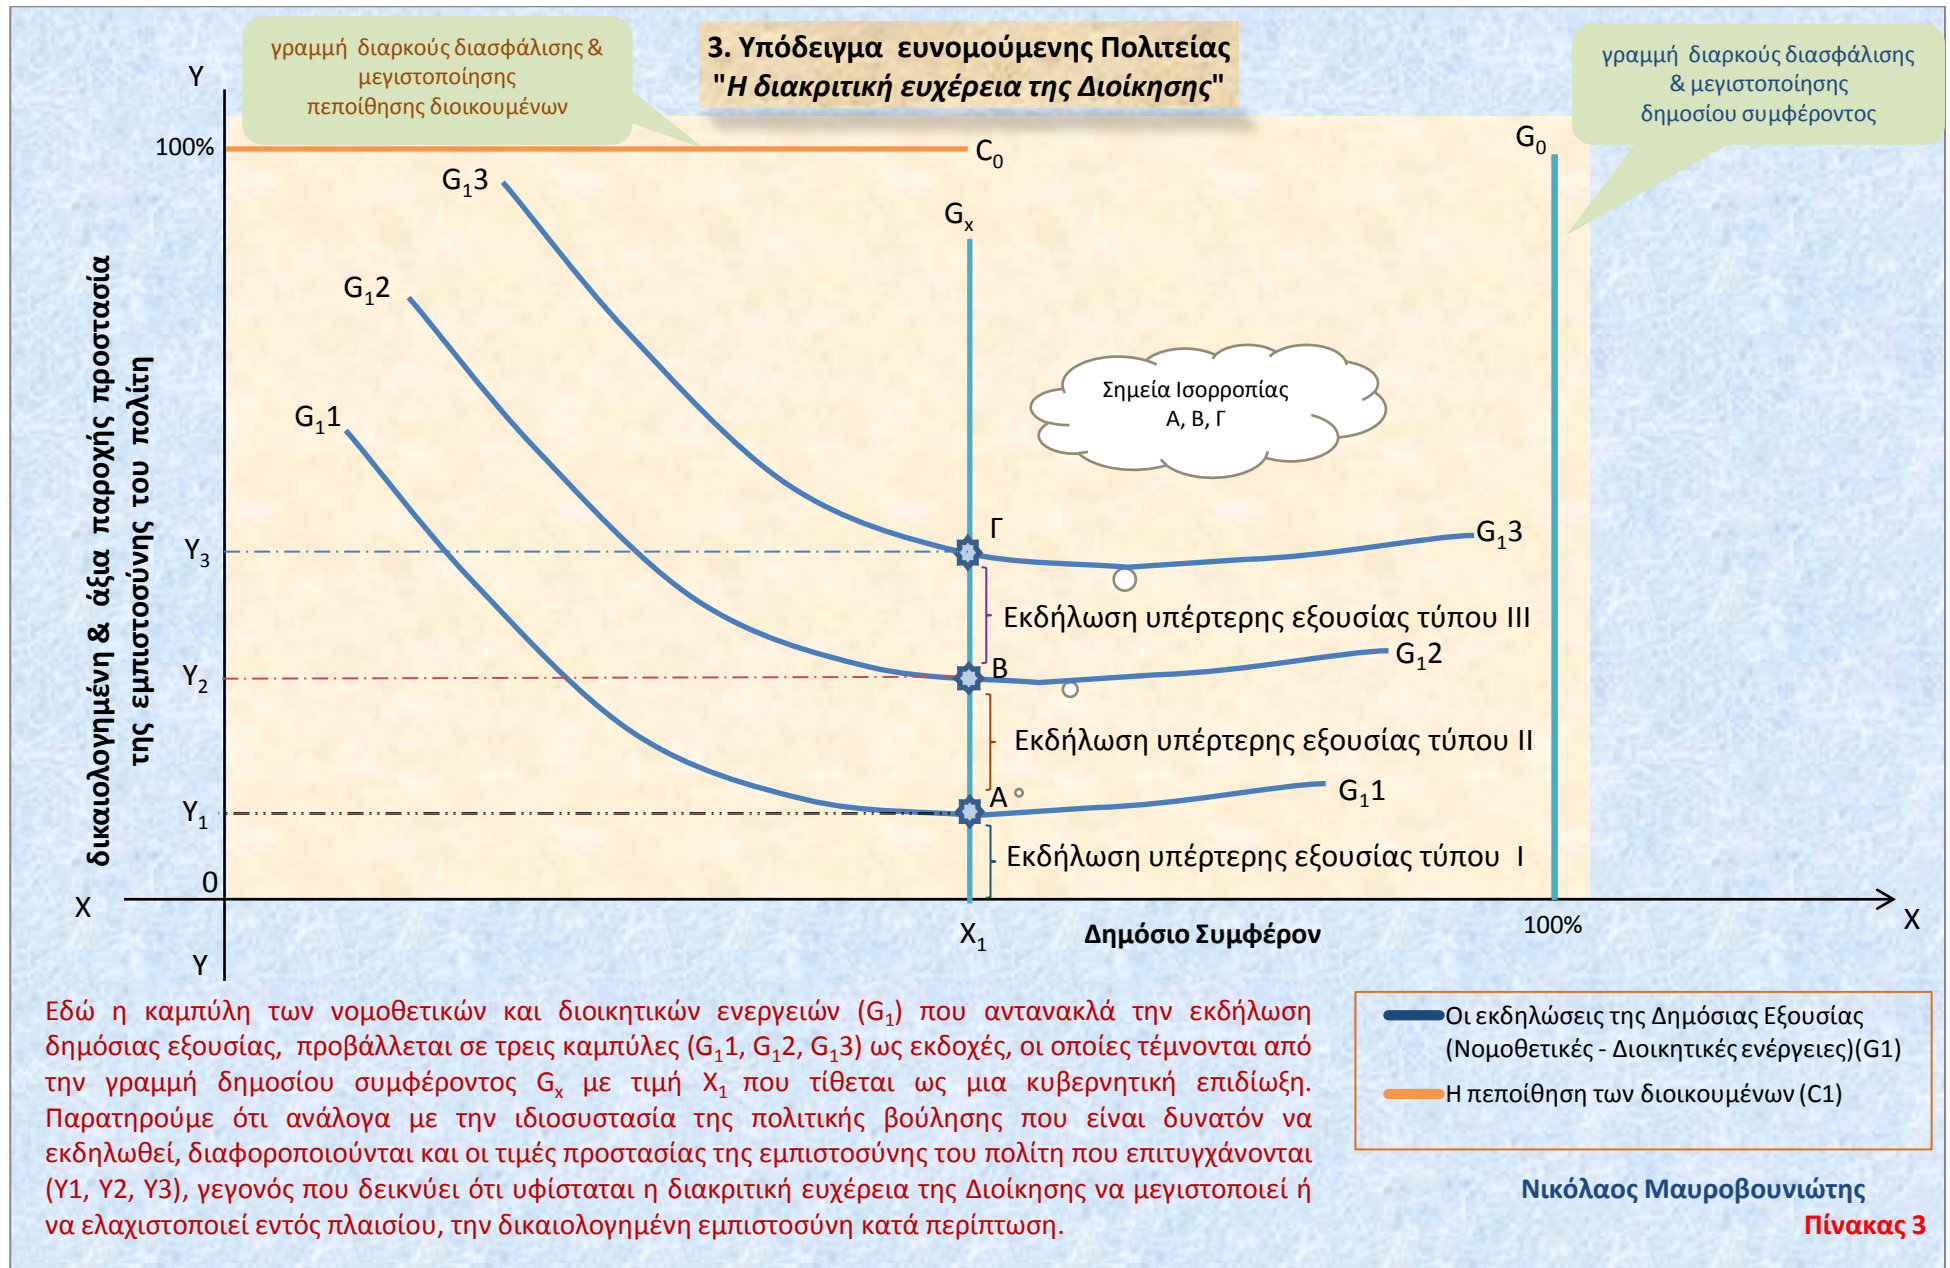 3. Υπόδειγμα ευνομούμενης Πολιτείας
"Η διακριτική ευχέρεια της Διοίκησης"
γραμμή διαρκούς διασφάλισης &
μεγιστοποίησης
πεποίθησης διοικουμένων
γραμμή διαρκούς διασφάλισης
& μεγιστοποίησης
δημοσίου συμφέροντος
Y
100%
C₀
G₀
G₁3
Gₓ
G₁2
G₁1
δικαιολογημένη & άξια παροχής προστασία
της εμπιστοσύνης του πολίτη
Σημεία Ισορροπίας
Α, Β, Γ
Γ
G₁3
Y₃
Εκδήλωση υπέρτερης εξουσίας τύπου III
B
G₁2
Y₂
Εκδήλωση υπέρτερης εξουσίας τύπου II
A
G₁1
Y₁
Εκδήλωση υπέρτερης εξουσίας τύπου I
0
X
X₁
Δημόσιο Συμφέρον
100%
X
Y
Εδώ η καμπύλη των νομοθετικών και διοικητικών ενεργειών (G₁) που αντανακλά την εκδήλωση
δημόσιας εξουσίας, προβάλλεται σε τρεις καμπύλες (G₁1, G₁2, G₁3) ως εκδοχές, οι οποίες τέμνονται από
την γραμμή δημοσίου συμφέροντος Gₓ με τιμή X₁ που τίθεται ως μια κυβερνητική επιδίωξη.
Παρατηρούμε ότι ανάλογα με την ιδιοσυστασία της πολιτικής βούλησης που είναι δυνατόν να
εκδηλωθεί, διαφοροποιούνται και οι τιμές προστασίας της εμπιστοσύνης του πολίτη που επιτυγχάνονται
(Υ1, Υ2, Υ3), γεγονός που δεικνύει ότι υφίσταται η διακριτική ευχέρεια της Διοίκησης να μεγιστοποιεί ή
να ελαχιστοποιεί εντός πλαισίου, την δικαιολογημένη εμπιστοσύνη κατά περίπτωση.
Οι εκδηλώσεις της Δημόσιας Εξουσίας
(Νομοθετικές - Διοικητικές ενέργειες)(G1)
Η πεποίθηση των διοικουμένων (C1)
Νικόλαος Μαυροβουνιώτης
Πίνακας 3